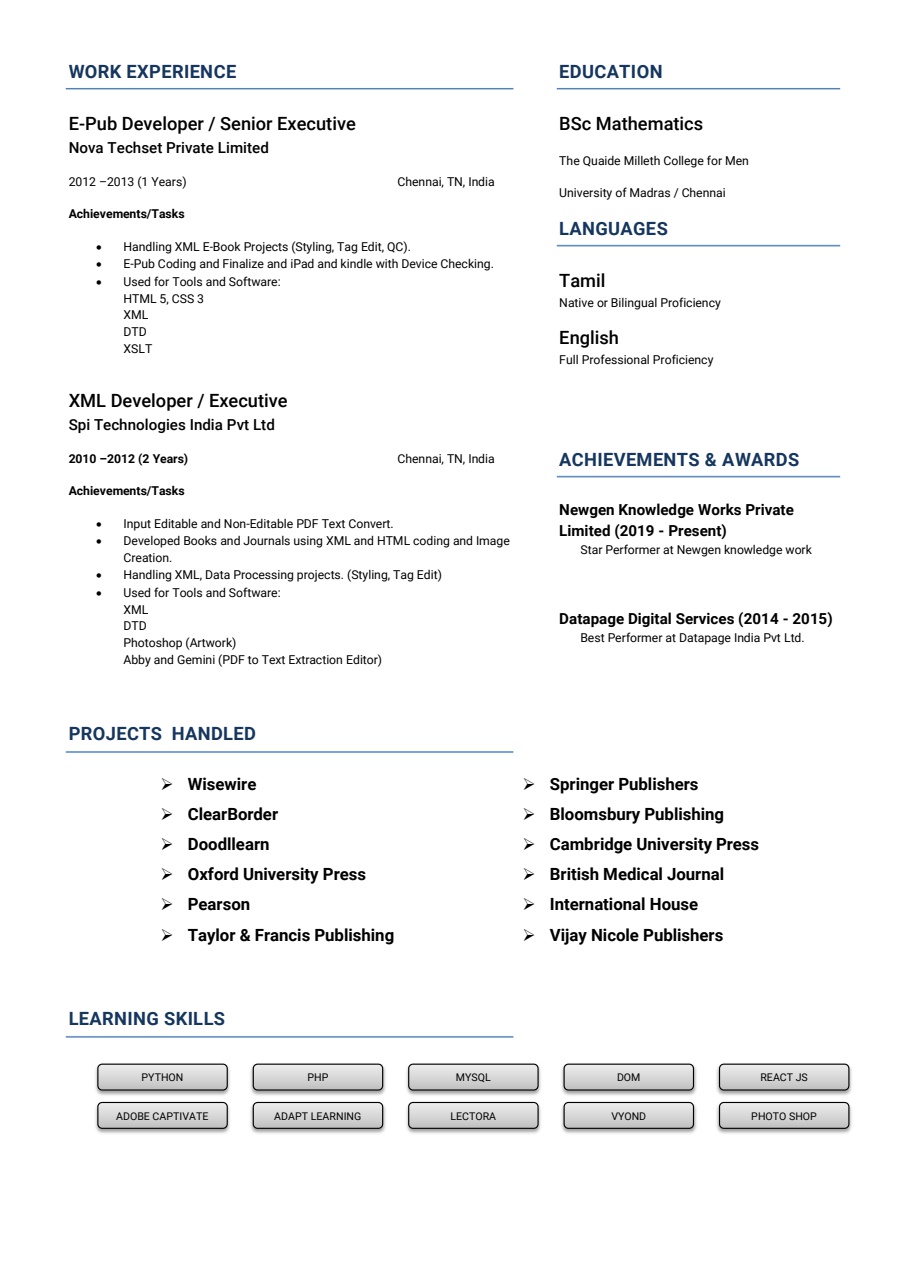 WORK EXPERIENCE
E-Pub Developer / Senior Executive
Nova Techset Private Limited
2012 –2013 (1 Years) Chennai, TN, India
Achievements/Tasks
• Handling XML E-Book Projects (Styling, Tag Edit, QC).
• E-Pub Coding and Finalize and iPad and kindle with Device Checking.
• Used for Tools and Software:
HTML 5, CSS 3
XML
DTD
XSLT
XML Developer / Executive
Spi Technologies India Pvt Ltd
2010 –2012 (2 Years) Chennai, TN, India
Achievements/Tasks
• Input Editable and Non-Editable PDF Text Convert.
• Developed Books and Journals using XML and HTML coding and Image
Creation.
• Handling XML, Data Processing projects. (Styling, Tag Edit)
• Used for Tools and Software:
XML
DTD
Photoshop (Artwork)
Abby and Gemini (PDF to Text Extraction Editor)
EDUCATION
BSc Mathematics
The Quaide Milleth College for Men
University of Madras / Chennai
LANGUAGES
Tamil
Native or Bilingual Proficiency
English
Full Professional Proficiency
ACHIEVEMENTS & AWARDS
Newgen Knowledge Works Private
Limited (2019 - Present)
Star Performer at Newgen knowledge work
Datapage Digital Services (2014 - 2015)
Best Performer at Datapage India Pvt Ltd.
PROJECTS HANDLED
➢ Wisewire
➢ ClearBorder
➢ Doodllearn
➢ Oxford University Press
➢ Pearson
➢ Taylor & Francis Publishing
➢ Springer Publishers
➢ Bloomsbury Publishing
➢ Cambridge University Press
➢ British Medical Journal
➢ International House
➢ Vijay Nicole Publishers
LEARNING SKILLS
PYTHON PHP MYSQL DOM REACT JS
ADOBE CAPTIVATE ADAPT LEARNING LECTORA VYOND PHOTO SHOP